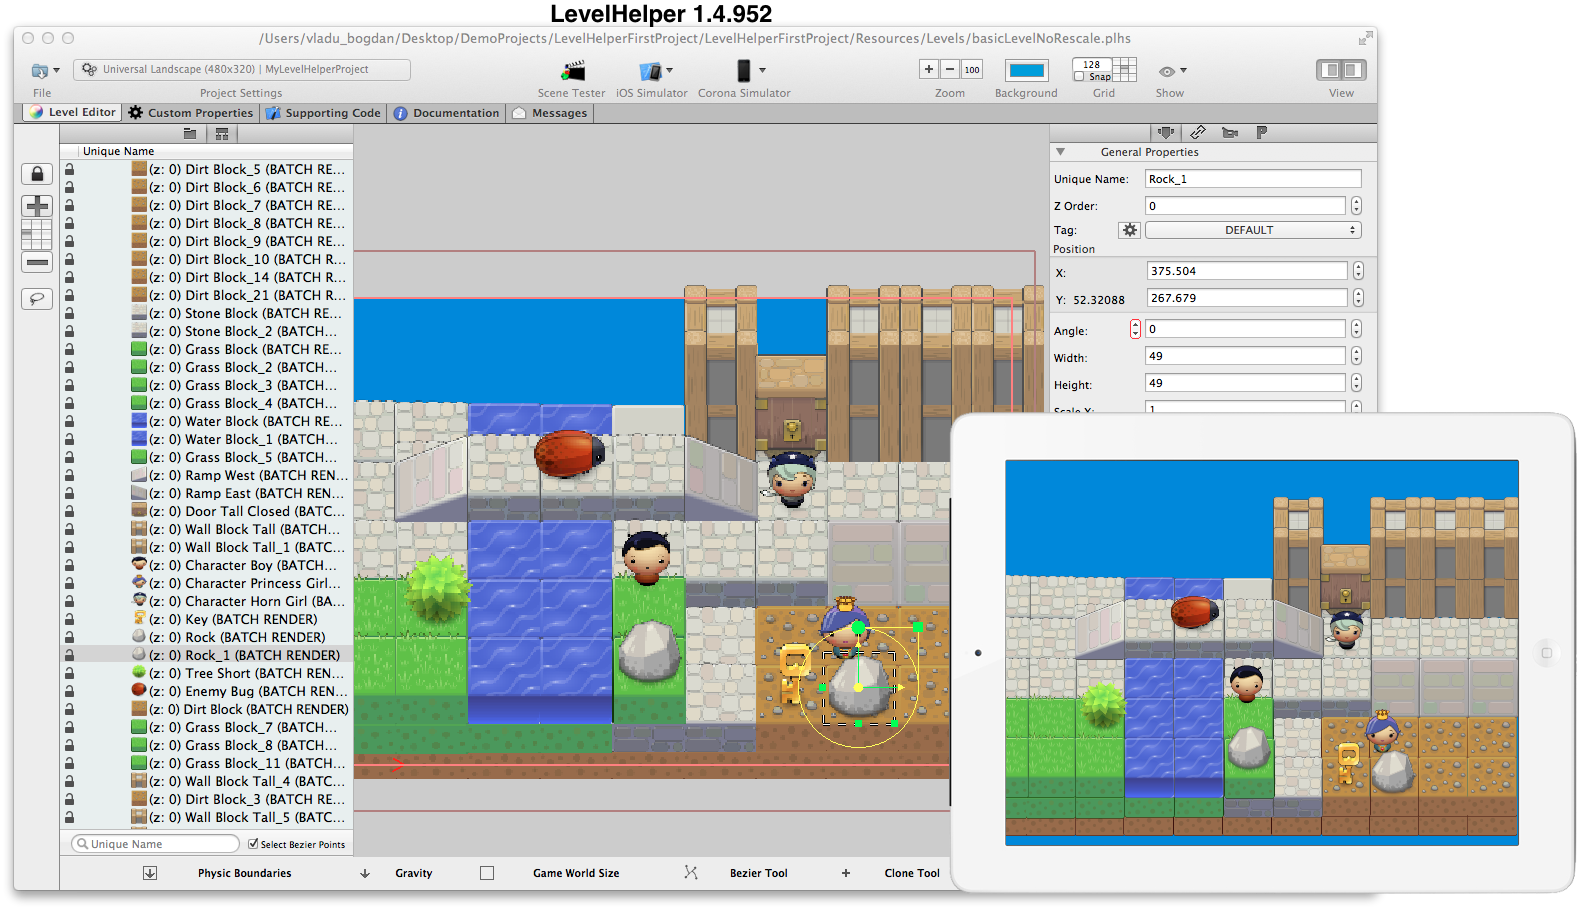 LevelHelper 1.4.952
/Users/vladu_bogdan/Desktop/DemoProjects/LevelHelperFirstProject/LevelHelperFirstProject/Resources/Levels/basicLevelNoRescale.plhs
Universal Landscape (480x320) | MyLevelHelperProject
100
128
Snap
File
Project Settings
Scene Tester
iOS Simulator
Corona Simulator
Zoom
Background
Grid
Show
View
Level Editor
Custom Properties
Supporting Code
Documentation
Messages
Unique Name
(z: 0) Dirt Block_5 (BATCH RE...
(z: 0) Dirt Block_6 (BATCH RE...
(z: 0) Dirt Block_7 (BATCH RE...
(z: 0) Dirt Block_8 (BATCH RE...
(z: 0) Dirt Block_9 (BATCH RE...
(z: 0) Dirt Block_10 (BATCH R...
(z: 0) Dirt Block_14 (BATCH R...
(z: 0) Dirt Block_21 (BATCH R...
(z: 0) Stone Block (BATCH RE...
(z: 0) Stone Block_2 (BATCH...
(z: 0) Grass Block (BATCH RE...
(z: 0) Grass Block_2 (BATCH...
(z: 0) Grass Block_3 (BATCH...
(z: 0) Grass Block_4 (BATCH...
(z: 0) Water Block (BATCH RE...
(z: 0) Water Block_1 (BATCH...
(z: 0) Grass Block_5 (BATCH...
(z: 0) Ramp West (BATCH REN...
(z: 0) Ramp East (BATCH REN...
(z: 0) Door Tall Closed (BATC...
(z: 0) Wall Block Tall (BATCH...
(z: 0) Wall Block Tall_1 (BATC...
(z: 0) Character Boy (BATCH...
(z: 0) Character Princess Girl...
(z: 0) Character Horn Girl (BA...
(z: 0) Key (BATCH RENDER)
(z: 0) Rock (BATCH RENDER)
(z: 0) Rock_1 (BATCH RENDER)
(z: 0) Tree Short (BATCH REN...
(z: 0) Enemy Bug (BATCH REN...
(z: 0) Dirt Block (BATCH RENDER)
(z: 0) Grass Block_7 (BATCH...
(z: 0) Grass Block_8 (BATCH...
(z: 0) Grass Block_11 (BATCH...
(z: 0) Wall Block Tall_4 (BATC...
(z: 0) Dirt Block_3 (BATCH RE...
(z: 0) Wall Block Tall_5 (BATC...
Unique Name
Select Bezier Points
Physic Boundaries
Gravity
Game World Size
Bezier Tool
Clone Tool
General Properties
Unique Name: Rock_1
Z Order: 0
Tag: DEFAULT
Position
X: 375.504
Y: 52.32088 267.679
Angle: 0
Width: 49
Height: 49
Scale X: 1